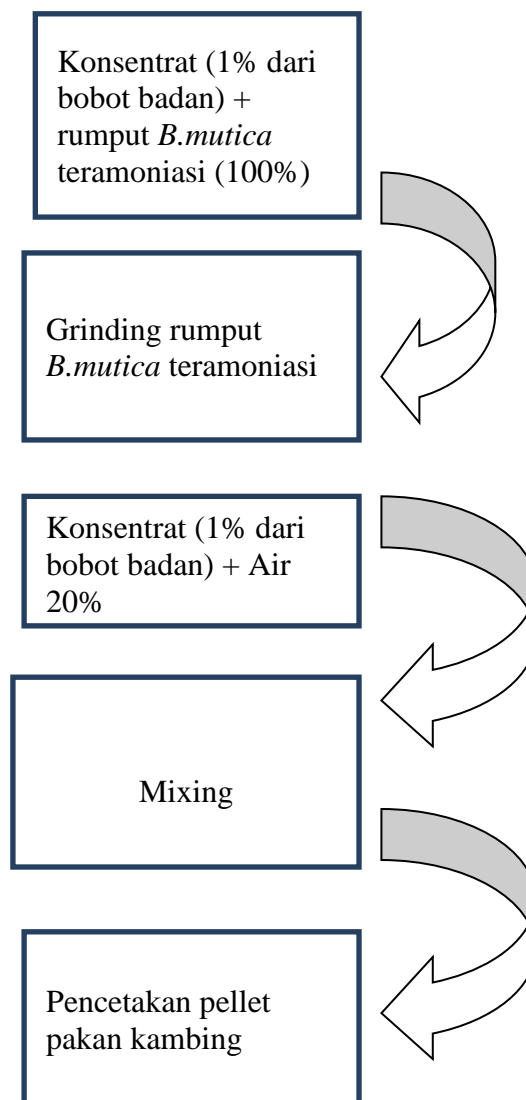 Konsentrat (1% dari
bobot badan) +
rumput B.mutica
teramoniasi (100%)
Grinding rumput
B.mutica teramoniasi
Konsentrat (1% dari
bobot badan) + Air
20%
Mixing
Pencetakan pellet
pakan kambing